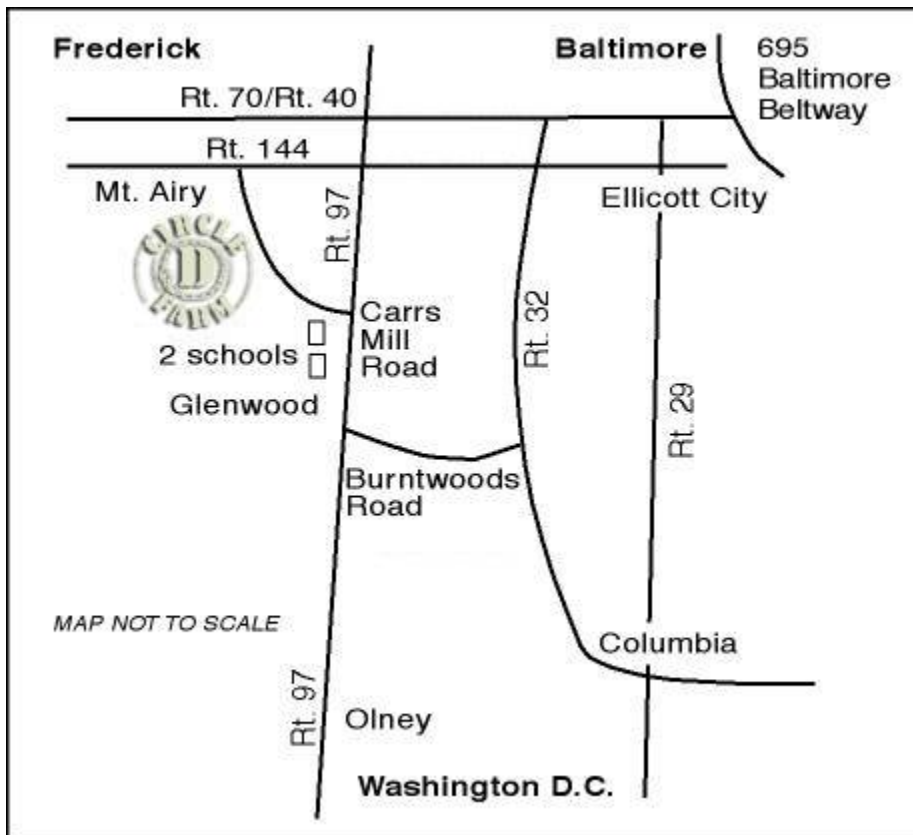 Frederick
Baltimore
695
Baltimore
Beltway
Rt. 70/Rt. 40
Rt. 144
Mt. Airy
Ellicott City
Rt. 97
CIRCLE
D
FARM
Carrs
Mill
Road
2 schools
Rt. 32
Glenwood
Rt. 29
Burntwoods
Road
MAP NOT TO SCALE
Columbia
Rt. 97
Olney
Washington D.C.